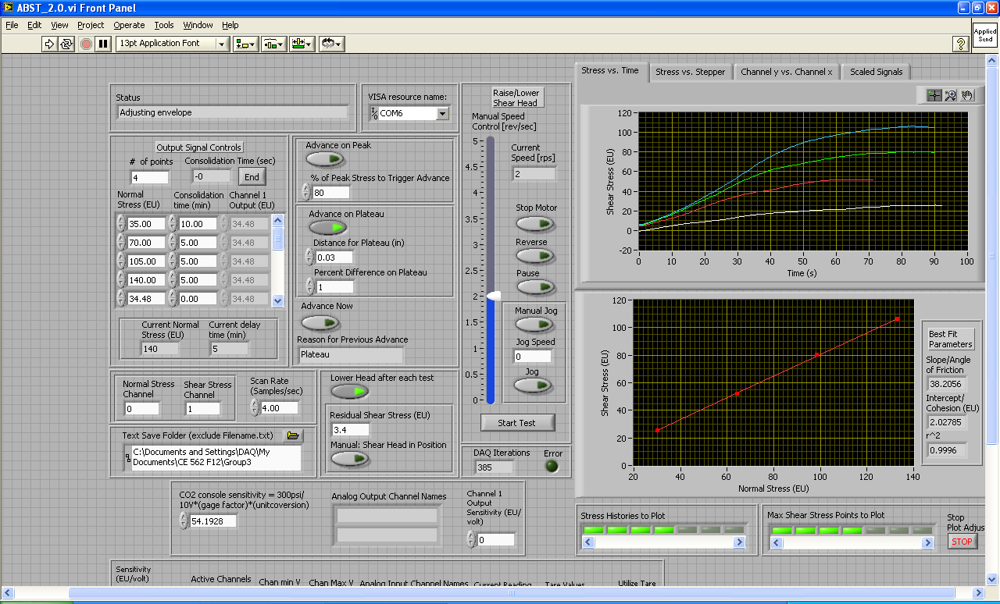 ABST_2.0.vi Front Panel
File Edit View Project Operate Tools Window Help
13pt Application Font
?
Applied
Send
Status
Adjusting envelope
VISA resource name:
COM6
Output Signal Controls
# of points
4
Consolidation Time (sec)
-0
End
Normal
Stress (EU)
Conlidation
time (min)
Channel 1
Output (EU)
35.00 10.00 34.48
70.00 5.00 34.48
105.00 5.00 34.48
140.00 5.00 34.48
34.48 0.00 34.48
Current Normal
Stress (EU)
140
Current delay
time (min)
5
Advance on Peak
% of Peak Stress to Trigger Advance
80
Advance on Plateau
Distance for Plateau (in)
0.03
Percent Difference on Plateau
1
Advance Now
Reason for Previous Advance
Plateau
Raise/Lower
Shear Head
Manual Speed
Control [rev/sec]
5
4.5
4
3.5
3
2.5
2
1.5
1
0.5
0
Current
Speed [rps]
2
Stop Motor
Reverse
Pause
Manual Jog
Jog Speed
0
Jog
Start Test
Normal Stress
Channel
0
Shear Stress
Channel
1
Scan Rate
(Samples/sec)
4.00
Text Save Folder (exclude Filename.txt)
C:\Documents and Settings\DAQ\My
Documents\CE 562 F12\Group3
Lower Head after each test
Residual Shear Stress (EU)
3.4
Manual: Shear Head in Position
DAQ Iterations
385
Error
CO2 console sensitivity = 300psi/
10V*(gage factor)*(unitcoversion)
54.1928
Analog Output Channel Names
Channel 1
Output
Sensitivity (EU/
volt)
0
Sensitivity
(EU/volt)
Active Channels Chan min V Chan Max V Analog Input Channel Names Current Reading Tare Values Utilize Tare
Stress vs. Time Stress vs. Stepper Channel y vs. Channel x Scaled Signals
Shear Stress (EU)
120
100
80
60
40
20
0
-20
0 10 20 30 40 50 60 70 80 90 100
Time (s)
Shear Stress (EU)
120
100
80
60
40
20
0
20 40 60 80 100 120 140
Normal Stress (EU)
Best Fit
Parameters
Slope/Angle
of Friction
38.2056
Intercept/
Cohesion (EU)
2.02785
r^2
0.9996
Stress Histories to Plot
Max Shear Stress Points to Plot
Stop
Plot Adjus
STOP